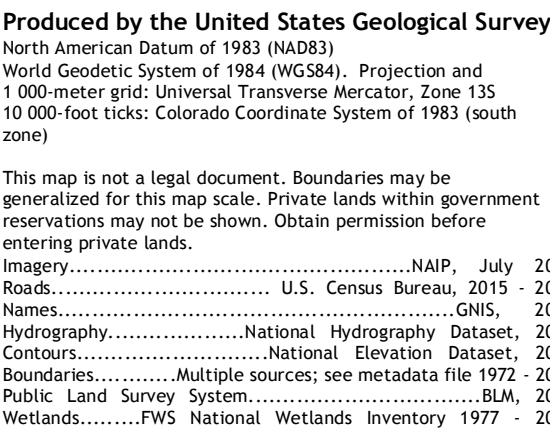 Produced by the United States Geological Survey
North American Datum of 1983 (NAD83)
World Geodetic System of 1984 (WGS84). Projection and
1 000-meter grid: Universal Transverse Mercator, Zone 13S
10 000-foot ticks: Colorado Coordinate System of 1983 (south
zone)
This map is not a legal document. Boundaries may be
generalized for this map scale. Private lands within government
reservations may not be shown. Obtain permission before
entering private lands.
Imagery.............................................NAIP, July
Roads............................. U.S. Census Bureau, 2015 -
Names....................................................GNIS,
Hydrography..................National Hydrography Dataset,
Contours.........................National Elevation Dataset,
Boundaries...........Multiple sources; see metadata file 1972 -
Public Land Survey System...............................BLM,
Wetlands.........FWS National Wetlands Inventory 1977 -